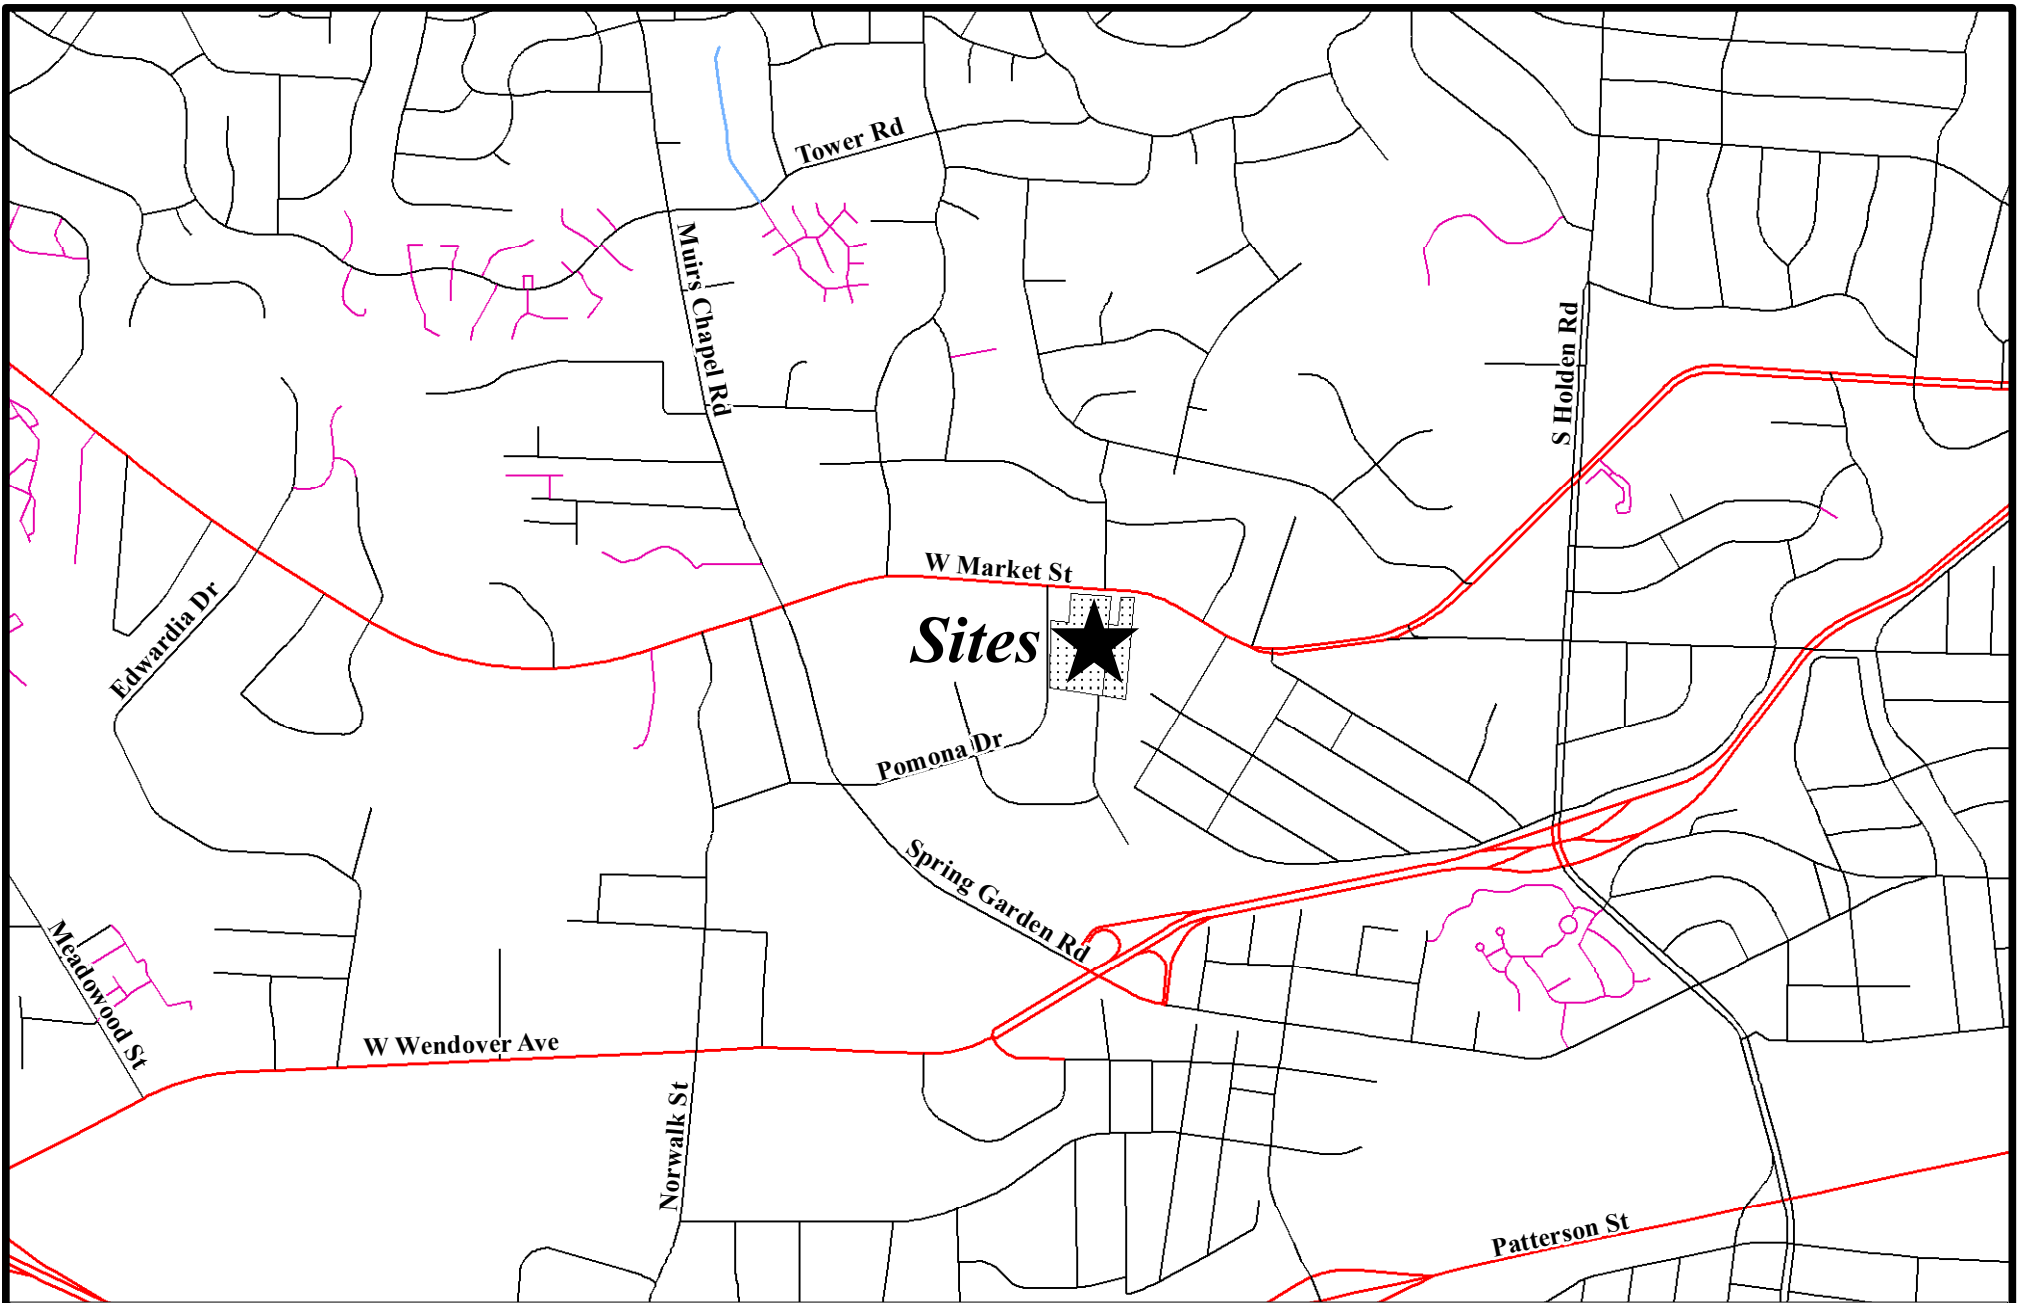 Tower Rd
Muirs Chapel Rd
S Holden Rd
W Market St
Sites
Edwardia Dr
Pomona Dr
Spring Garden Rd
Meadowood St
W Wendover Ave
Norwalk St
Patterson St